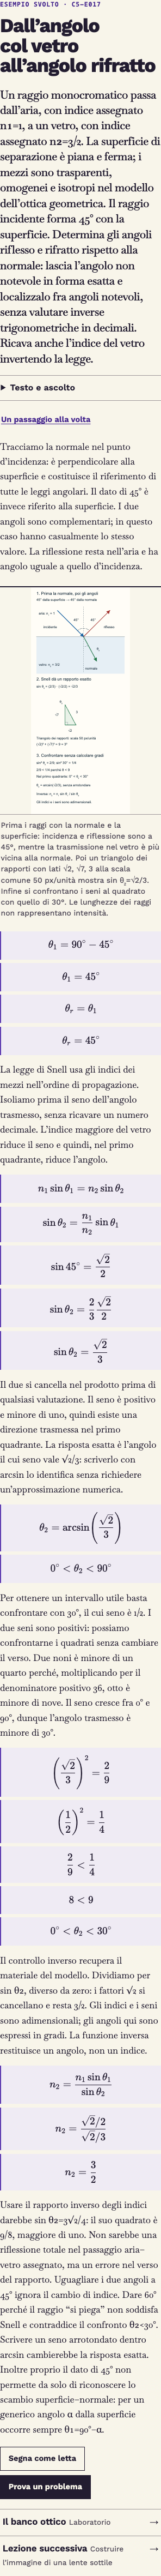 ESEMPIO SVOLTO · CS-E017
Dall’angolo
col vetro
all’angolo rifratto
Un raggio monocromatico passa
dall’aria, con indice assegnato
n1=1, a un vetro, con indice
assegnato n2=3/2. La superficie di
separazione è piana e ferma; i
mezzi sono trasparenti,
omogenei e isotropi nel modello
dell’ottica geometrica. Il raggio
incidente forma 45° con la
superficie. Determina gli angoli
riflesso e rifratto rispetto alla
normale: lascia l’angolo non
notevole in forma esatta e
localizzalo fra angoli notevoli,
senza valutare inverse
trigonometriche in decimali.
Ricava anche l’indice del vetro
invertendo la legge.
▶ Testo e ascolto
Un passaggio alla volta
Tracciamo la normale nel punto
d’incidenza: è perpendicolare alla
superficie e costituisce il riferimento di
tutte le leggi angolari. Il dato di 45° è
invece riferito alla superficie. I due
angoli sono complementari; in questo
caso hanno casualmente lo stesso
valore. La riflessione resta nell’aria e ha
angolo uguale a quello d’incidenza.
1. Prima la normale, poi gli angoli
45° dalla superficie → 45° dalla normale
aria: n₁ = 1
45° 45°
incidente riflesso
vetro: n₂ = 3/2
2. Snell dà un rapporto esatto
3. Confrontare senza calcolare gradi
Prima i raggi con la normale e la
superficie: incidenza e riflessione sono a
45°, mentre la trasmissione nel vetro è più
vicina alla normale. Poi un triangolo dei
rapporti con lati √2, √7, 3 alla scala
comune 50 px/unità mostra sin θₜ=√2/3.
Infine si confrontano i seni al quadrato
con quello di 30°. Le lunghezze dei raggi
non rappresentano intensità.
θ₁ = 90° − 45°
θ₁ = 45°
θᵣ = θ₁
θᵣ = 45°
La legge di Snell usa gli indici dei
mezzi nell’ordine di propagazione.
Isoliamo prima il seno dell’angolo
trasmesso, senza ricavare un numero
decimale. L’indice maggiore del vetro
riduce il seno e quindi, nel primo
quadrante, riduce l’angolo.
n₁ sin θ₁ = n₂ sin θ₂
sin θ₂ = n₁/n₂ sin θ₁
sin 45° = √2/2
sin θ₂ = 2/3 √2/2
sin θ₂ = √2/3
Il due si cancella nel prodotto prima di
qualsiasi valutazione. Il seno è positivo
e minore di uno, quindi esiste una
direzione trasmessa nel primo
quadrante. La risposta esatta è l’angolo
il cui seno vale √2/3: scriverlo con
arcsin lo identifica senza richiedere
un’approssimazione numerica.
θ₂ = arcsin(√2/3)
0° < θ₂ < 90°
Per ottenere un intervallo utile basta
confrontare con 30°, il cui seno è 1/2. I
due seni sono positivi: possiamo
confrontarne i quadrati senza cambiare
il verso. Due noni è minore di un
quarto perché, moltiplicando per il
denominatore positivo 36, otto è
minore di nove. Il seno cresce fra 0° e
90°, dunque l’angolo trasmesso è
minore di 30°.
(√2/3)² = 2/9
(1/2)² = 1/4
2/9 < 1/4
8 < 9
0° < θ₂ < 30°
Il controllo inverso recupera il
materiale del modello. Dividiamo per
sin θ2, diverso da zero: i fattori √2 si
cancellano e resta 3/2. Gli indici e i seni
sono adimensionali; gli angoli qui sono
espressi in gradi. La funzione inversa
restituisce un angolo, non un indice.
n₂ = n₁ sin θ₁/sin θ₂
n₂ = √2/2/√2/3
n₂ = 3/2
Usare il rapporto inverso degli indici
darebbe sin θ2=3√2/4: il suo quadrato è
9/8, maggiore di uno. Non sarebbe una
riflessione totale nel passaggio aria–
vetro assegnato, ma un errore nel verso
del rapporto. Uguagliare i due angoli a
45° ignora il cambio di indice. Dare 60°
perché il raggio “si piega” non soddisfa
Snell e contraddice il confronto θ2<30°.
Scrivere un seno arrotondato dentro
arcsin cambierebbe la risposta esatta.
Inoltre proprio il dato di 45° non
permette da solo di riconoscere lo
scambio superficie–normale: per un
generico angolo α dalla superficie
occorre sempre θ1=90°−α.
Segna come letta
Prova un problema
Il banco ottico Laboratorio →
Lezione successiva Costruire →
l’immagine di una lente sottile